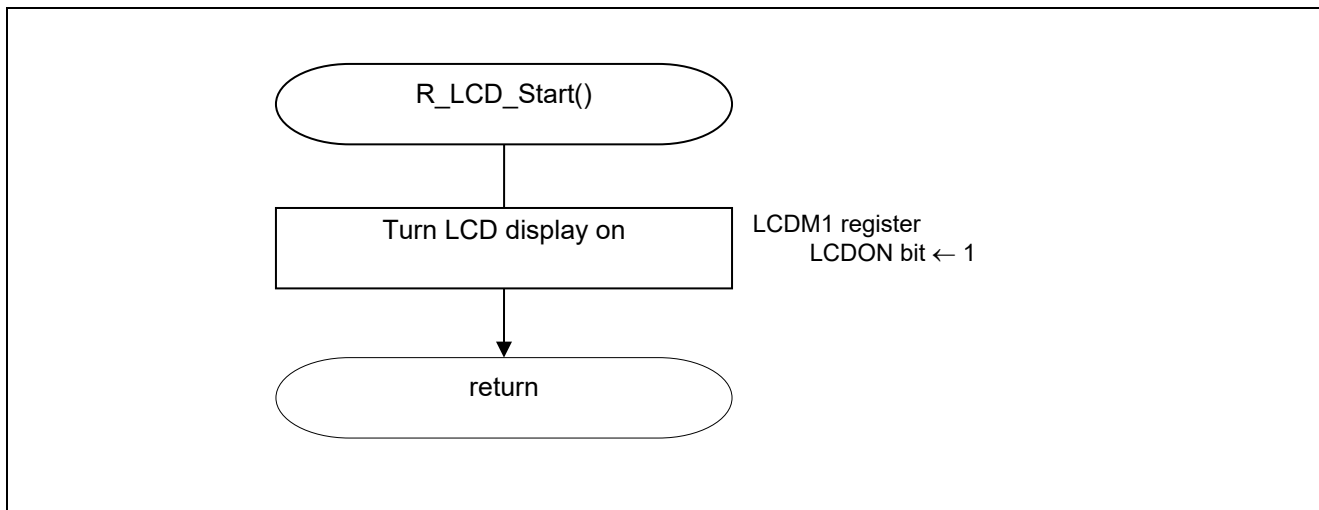 R_LCD_Start()
Turn LCD display on
LCDM1 register
LCDON bit ← 1
return